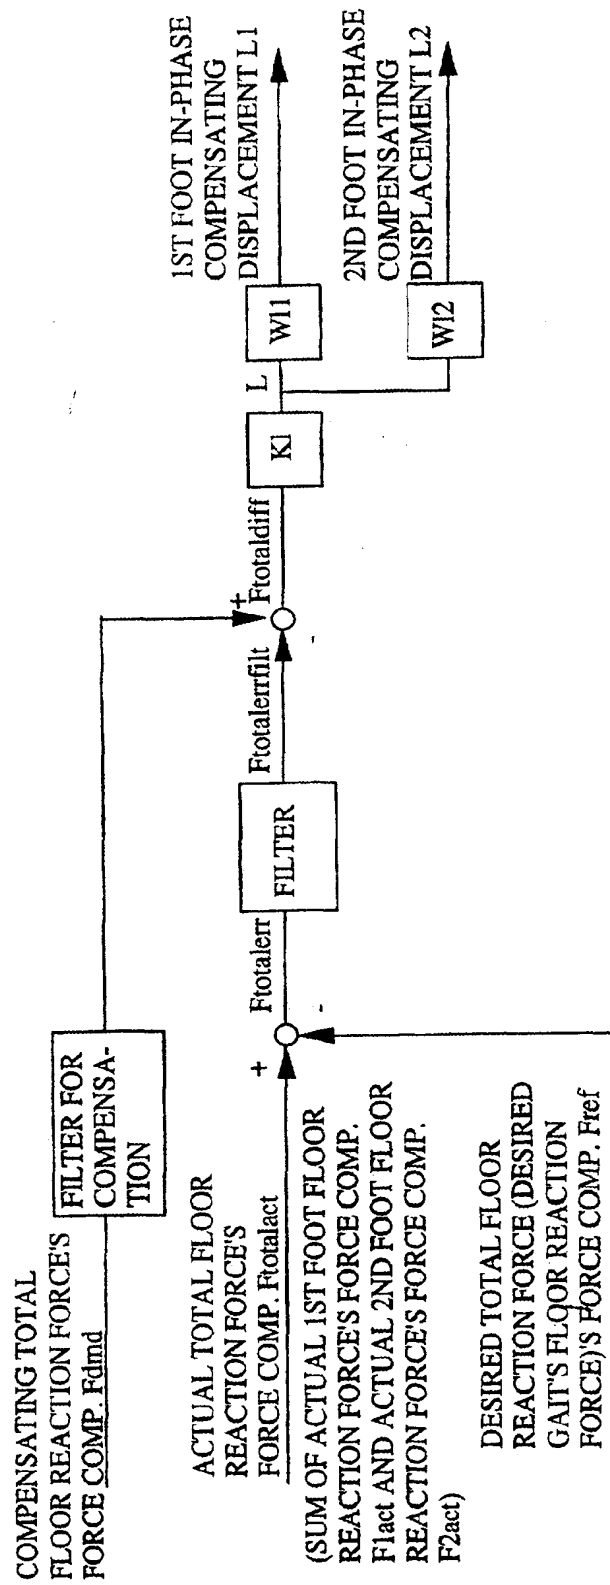 COMPENSATING TOTAL
FLOOR REACTION FORCE'S
FORCE COMP. Fdmd
FILTER FOR
COMPENSA-
TION
ACTUAL TOTAL FLOOR
REACTION FORCE'S
FORCE COMP. Ftotalact
(SUM OF ACTUAL 1ST FOOT FLOOR
REACTION FORCE'S FORCE COMP.
F1act AND ACTUAL 2ND FOOT FLOOR
REACTION FORCE'S FORCE COMP.
F2act)
DESIRED TOTAL FLOOR
REACTION FORCE (DESIRED
GAIT'S FLOOR REACTION
FORCE)'S FORCE COMP. Fref
+
-
Ftotalerr
FILTER
Ftotalerrfilt
+
Ftotaldiff
Kl
L
Wl1
1ST FOOT IN-PHASE
COMPENSATING
DISPLACEMENT L1
Wl2
2ND FOOT IN-PHASE
COMPENSATING
DISPLACEMENT L2